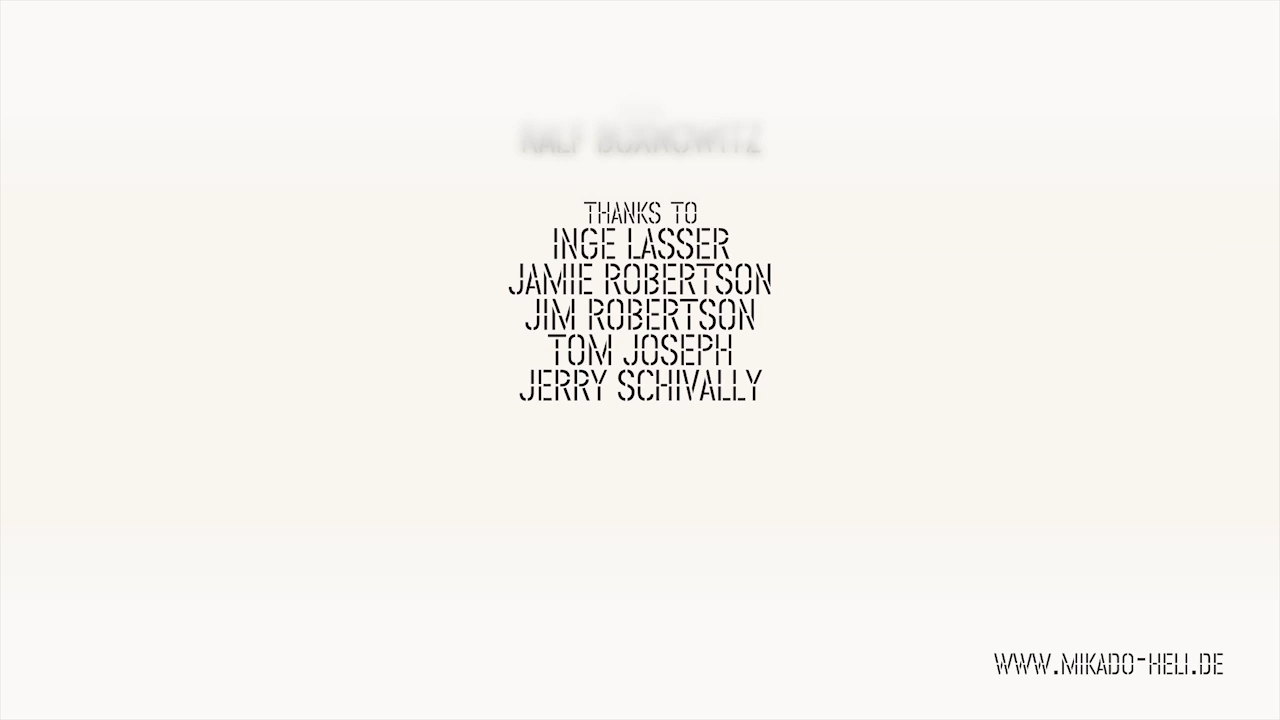 THANKS TO
INGE LASSER
JAMIE ROBERTSON
JIM ROBERTSON
TOM JOSEPH
JERRY SCHIVALLY
WWW.MIKADO-HELI.DE